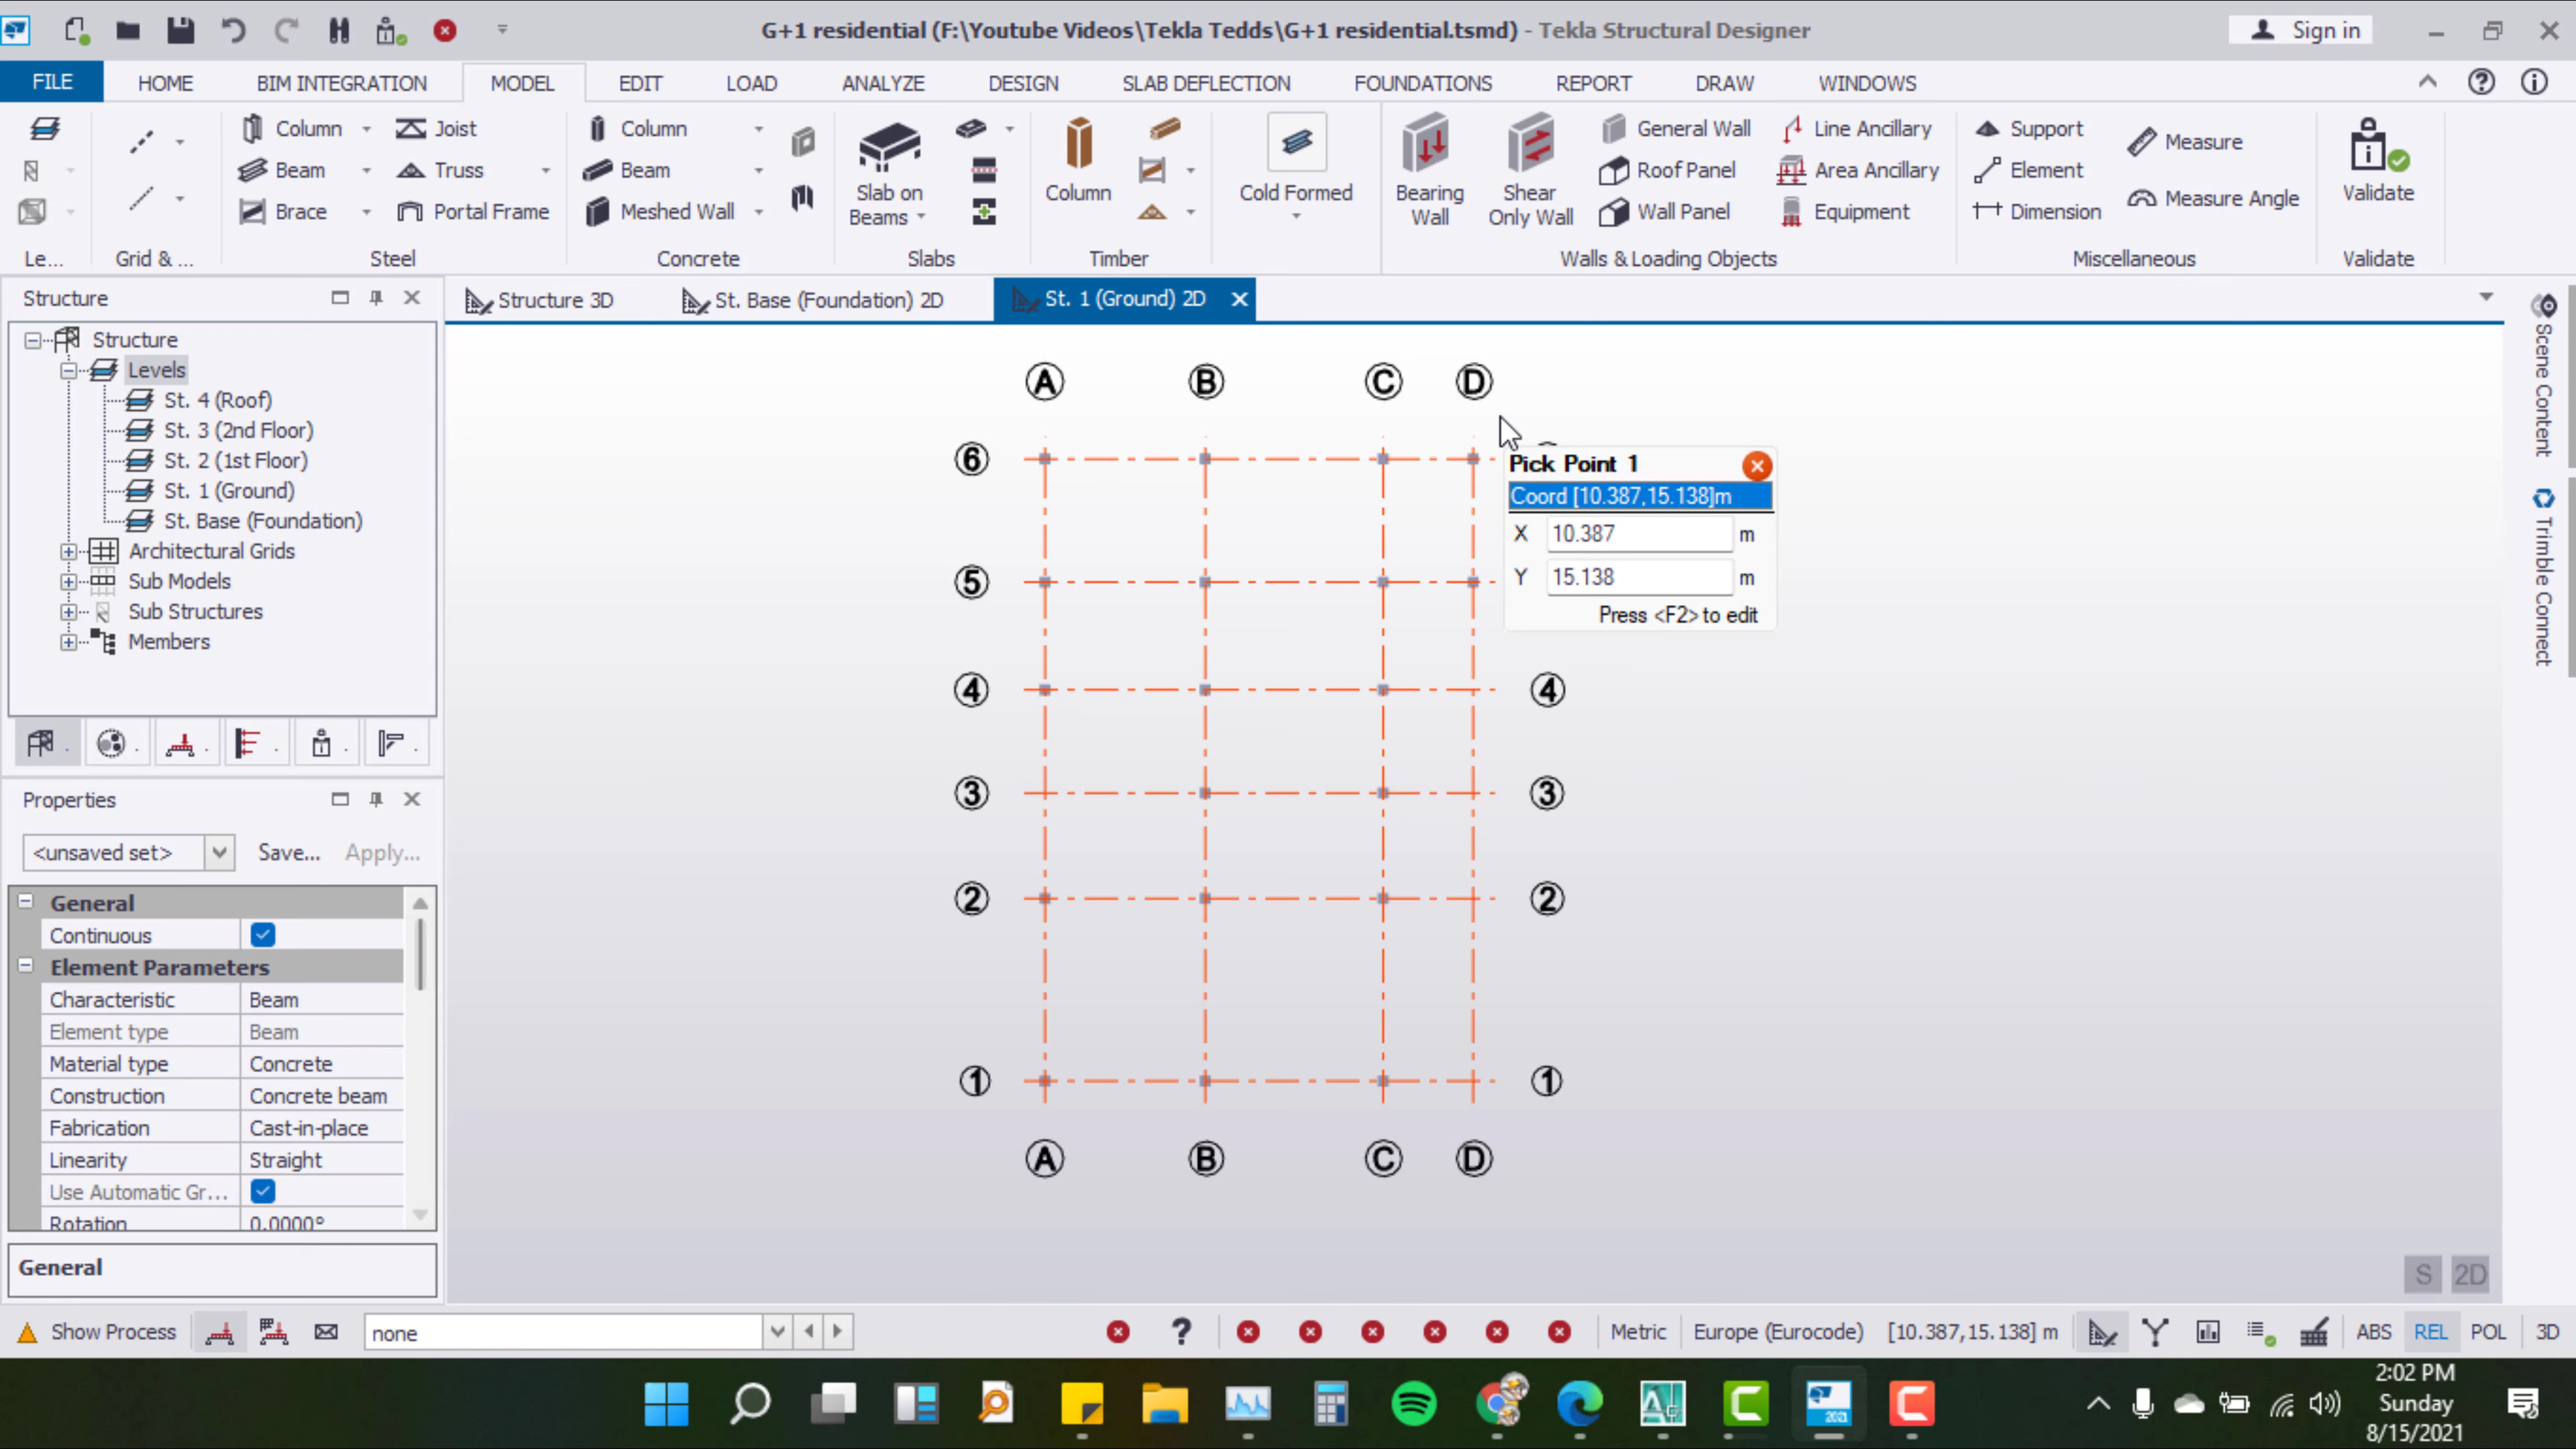 G+1 residential (F:\Youtube Videos\Tekla Tedds\G+1 residential.tsmd) - Tekla Structural Designer
Sign in
FILE HOME BIM INTEGRATION MODEL EDIT LOAD ANALYZE DESIGN SLAB DEFLECTION FOUNDATIONS REPORT DRAW WINDOWS
Column Joist Column General Wall Line Ancillary Support
Measure
Beam Truss Beam Roof Panel Area Ancillary Element
Slab on Beams Column Cold Formed Bearing Wall Shear Only Wall Validate
Brace Portal Frame Meshed Wall Wall Panel Equipment Dimension Measure Angle
Le... Grid & ... Steel Concrete Slabs Timber Walls & Loading Objects Miscellaneous Validate
Structure
Structure 3D St. Base (Foundation) 2D St. 1 (Ground) 2D
Structure
Levels
St. 4 (Roof)
St. 3 (2nd Floor)
St. 2 (1st Floor)
St. 1 (Ground)
St. Base (Foundation)
Architectural Grids
Sub Models
Sub Structures
Members
Properties
<unsaved set> Save... Apply...
General
Continuous
Element Parameters
Characteristic Beam
Element type Beam
Material type Concrete
Construction Concrete beam
Fabrication Cast-in-place
Linearity Straight
Use Automatic Gr...
Rotation 0.0000°
General
A B C D
6
Pick Point 1
Coord [10.387,15.138]m
X 10.387 m
5
Y 15.138 m
Press <F2> to edit
4 4
3 3
2 2
1 1
A B C D
S 2D
Scene Content
Trimble Connect
Show Process none Metric Europe (Eurocode) [10.387,15.138] m ABS REL POL 3D
2021
2:02 PM
Sunday
8/15/2021